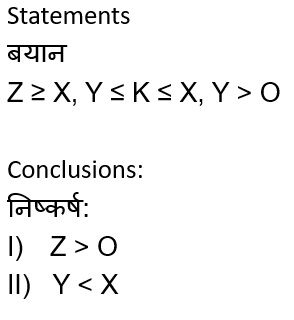 Statements
बयान
Z ≥ X, Y ≤ K ≤ X, Y > O
Conclusions:
निष्कर्ष:
I) Z > O
II) Y < X